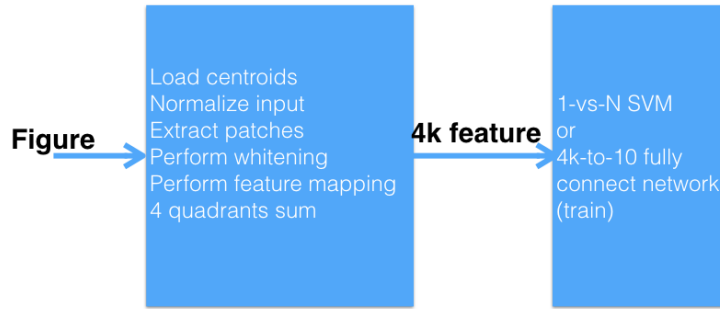 Figure
Load centroids
Normalize input
Extract patches
Perform whitening
Perform feature mapping
4 quadrants sum
4k feature
1-vs-N SVM
or
4k-to-10 fully
connect network
(train)